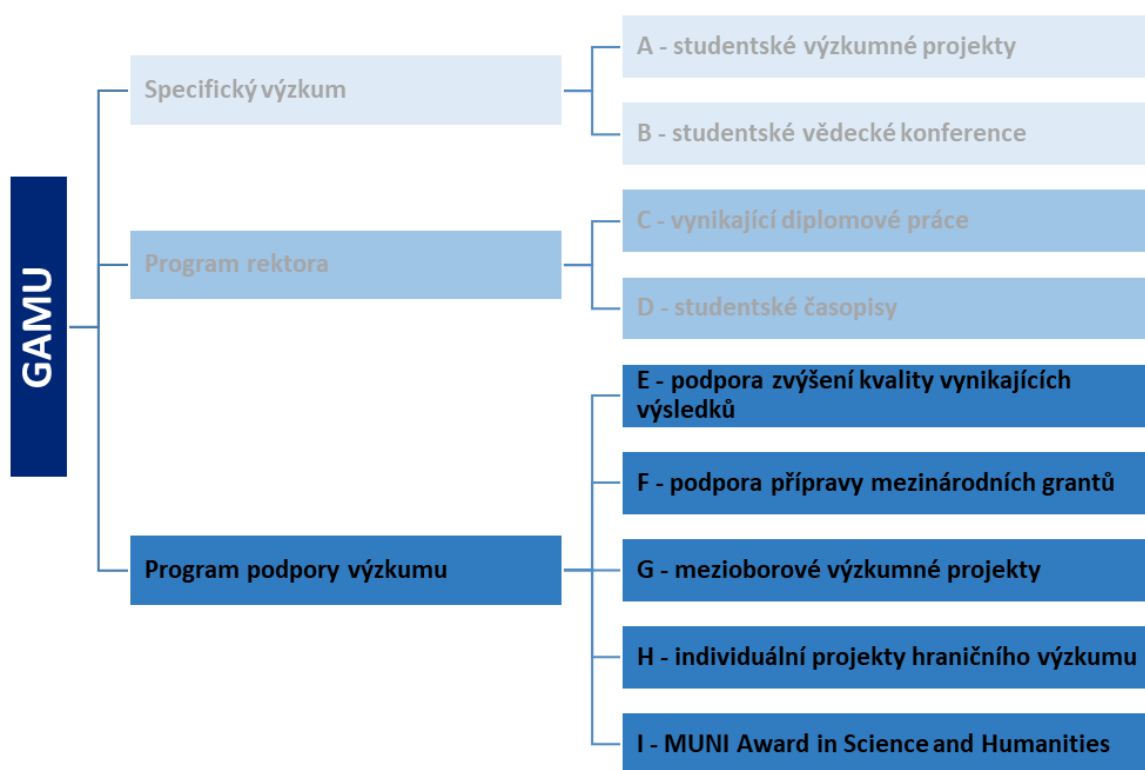 GAMU
Specifický výzkum
A - studentské výzkumné projekty
B - studentské vědecké konference
Program rektora
C - vynikající diplomové práce
D - studentské časopisy
Program podpory výzkumu
E - podpora zvýšení kvality vynikajících
výsledků
F - podpora přípravy mezinárodních grantů
G - mezioborové výzkumné projekty
H - individuální projekty hraničního výzkumu
I - MUNI Award in Science and Humanities